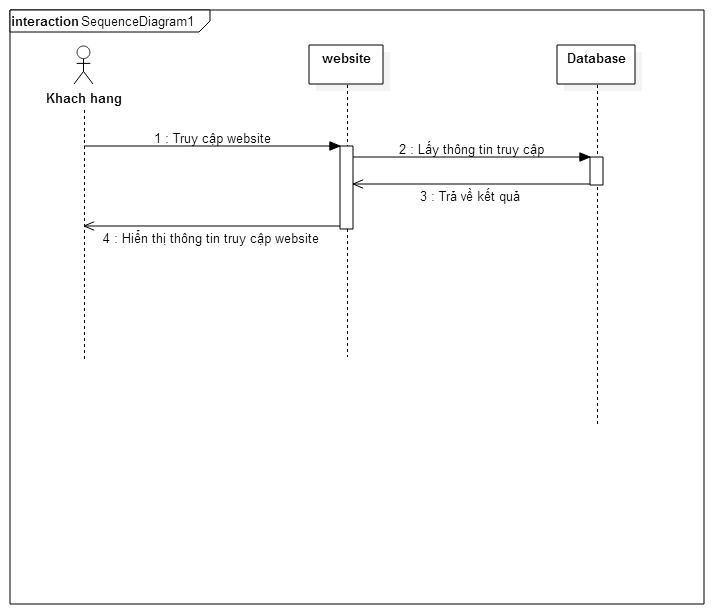 interaction SequenceDiagram1
Khach hang
website
Database
1 : Truy cập website
2 : Lấy thông tin truy cập
3 : Trả về kết quả
4 : Hiển thị thông tin truy cập website